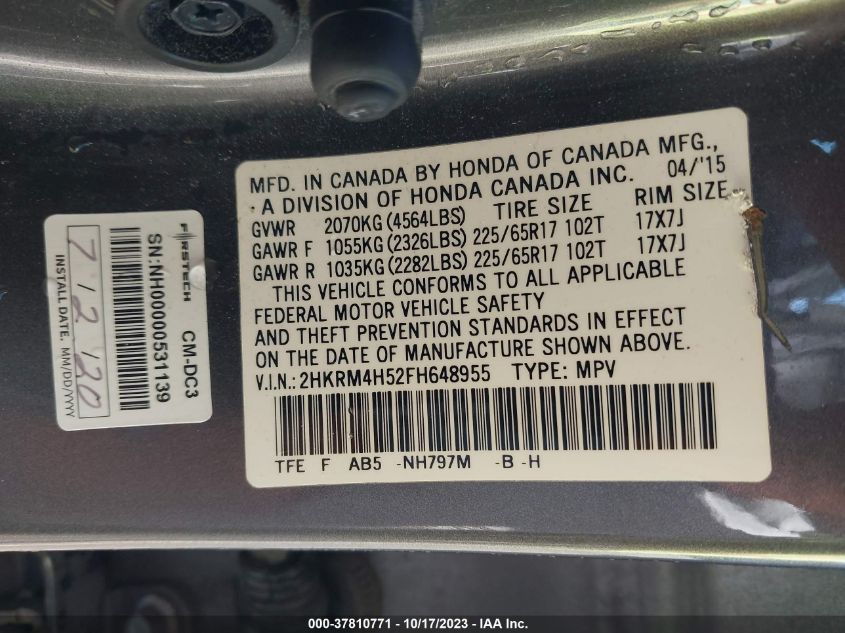 MFD. IN CANADA BY HONDA OF CANADA MFG.,
A DIVISION OF HONDA CANADA INC. 04/'15
GVWR 2070KG (4564LBS) TIRE SIZE RIM SIZE
GAWR F 1055KG (2326LBS) 225/65R17 102T 17X7J
GAWR R 1035KG (2282LBS) 225/65R17 102T 17X7J
THIS VEHICLE CONFORMS TO ALL APPLICABLE
FEDERAL MOTOR VEHICLE SAFETY
AND THEFT PREVENTION STANDARDS IN EFFECT
ON THE DATE OF MANUFACTURE SHOWN ABOVE.
V.I.N.: 2HKRM4H52FH648955 TYPE: MPV
TFE F AB5 -NH797M -B -H
FIRSTECH CM-DC3
SN:NH00000531139
7 12 20
INSTALL DATE. MM/DD/YYYY
000-37810771 - 10/17/2023 - IAA Inc.